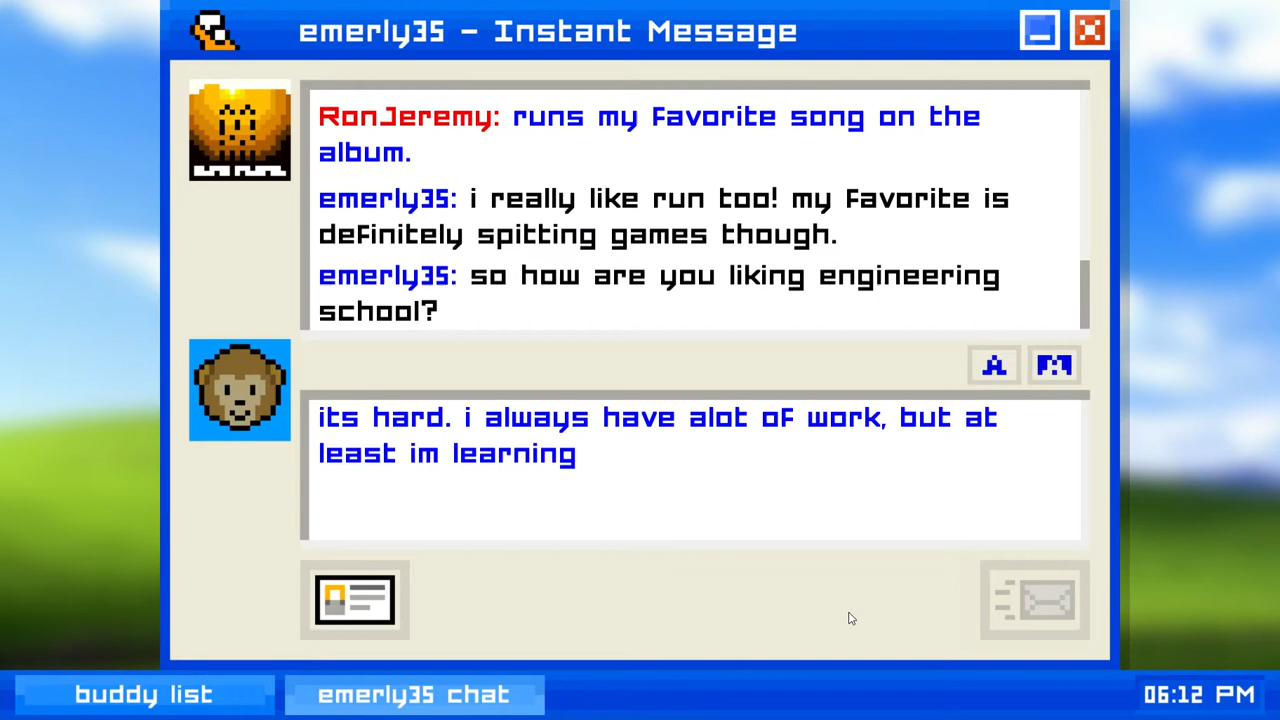 emerly35 - Instant Message
RonJeremy: runs my favorite song on the
album.
emerly35: i really like run too! my favorite is
definitely spitting games though.
emerly35: so how are you liking engineering
school?
A
its hard. i always have alot of work, but at
least im learning
buddy list
emerly35 chat
06:12 PM